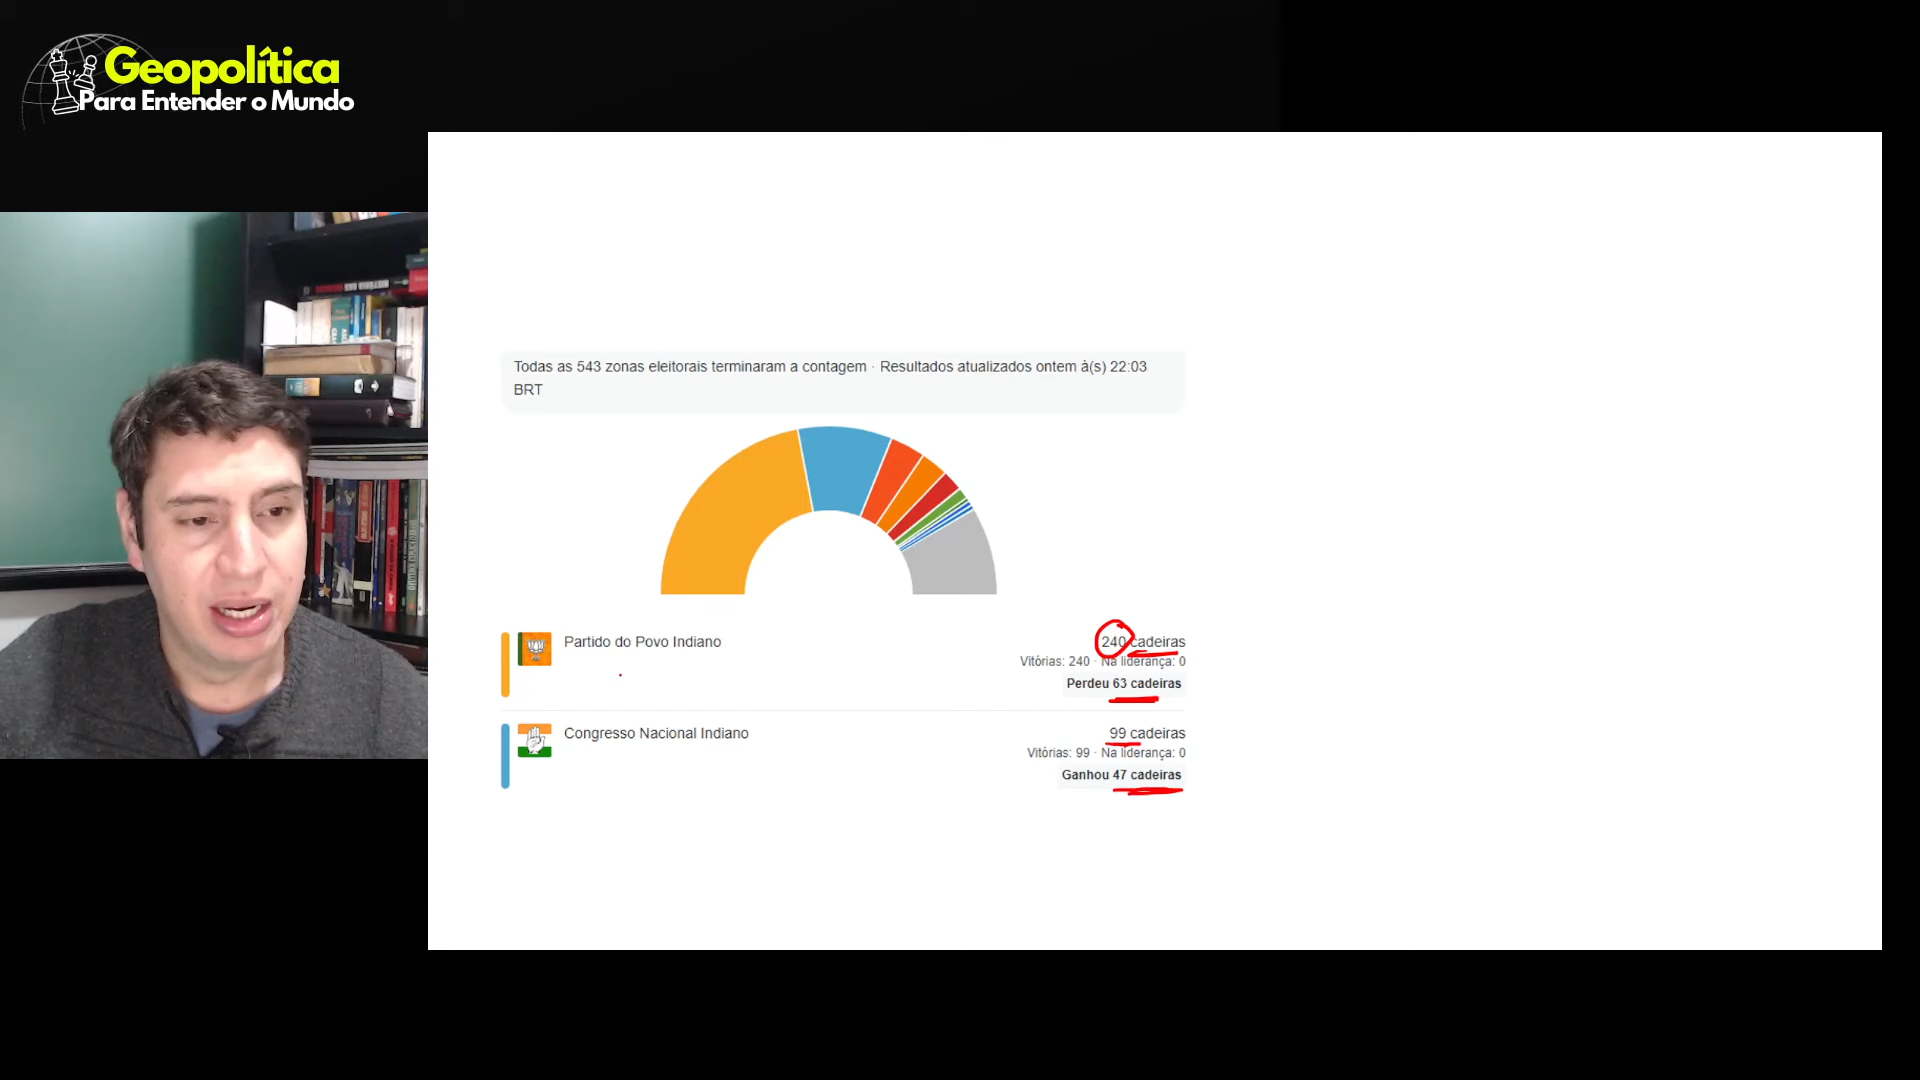 Geopolítica
Para Entender o Mundo
Todas as 543 zonas eleitorais terminaram a contagem · Resultados atualizados ontem à(s) 22:03
BRT
Partido do Povo Indiano
240 cadeiras
Vitórias: 240 · Na liderança: 0
Perdeu 63 cadeiras
Congresso Nacional Indiano
99 cadeiras
Vitórias: 99 · Na liderança: 0
Ganhou 47 cadeiras